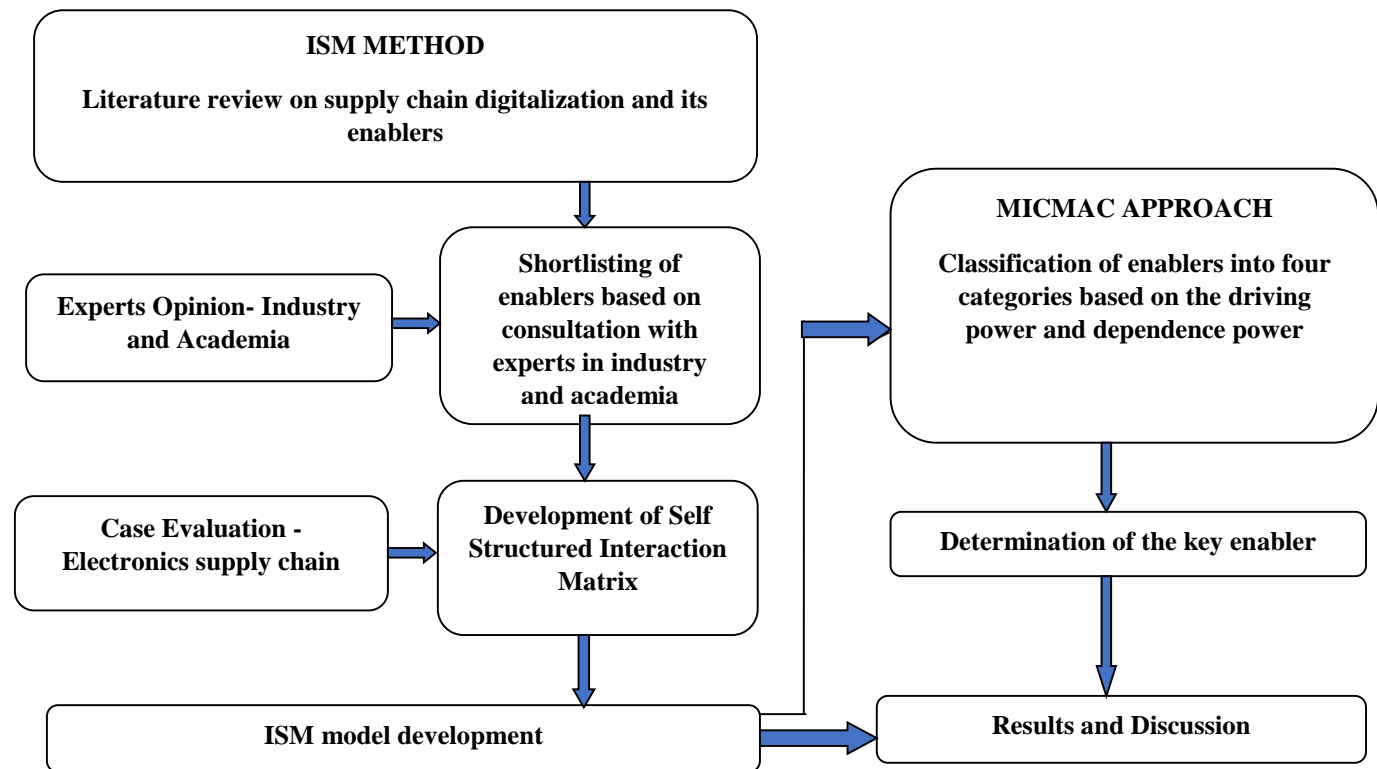 ISM METHOD
Literature review on supply chain digitalization and its
enablers
Experts Opinion- Industry
and Academia
Shortlisting of
enablers based on
consultation with
experts in industry
and academia
Case Evaluation -
Electronics supply chain
Development of Self
Structured Interaction
Matrix
ISM model development
MICMAC APPROACH
Classification of enablers into four
categories based on the driving
power and dependence power
Determination of the key enabler
Results and Discussion